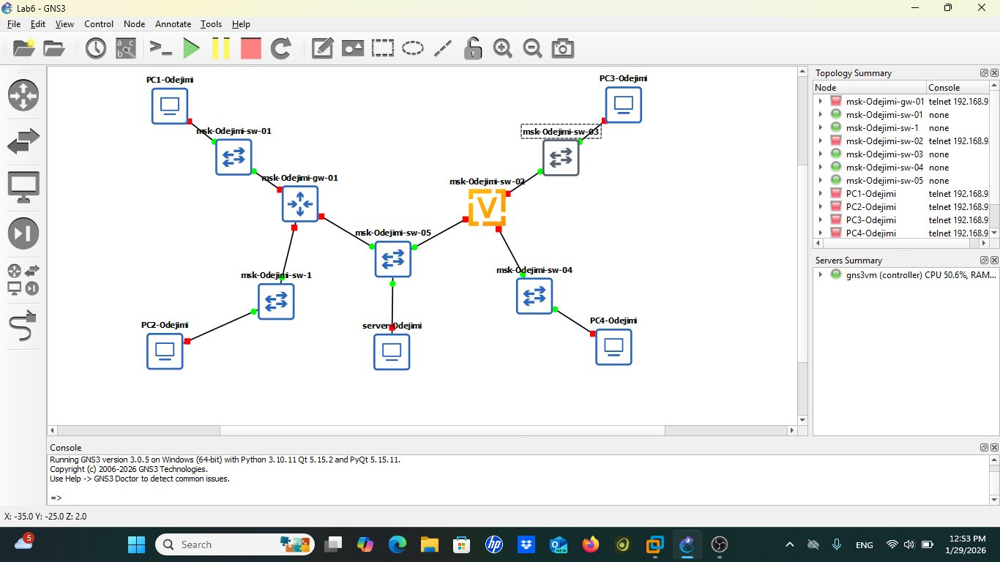 Lab6 - GNS3
File Edit View Control Node Annotate Tools Help
PC1-Odejimi
msk-Odejimi-sw-01
msk-Odejimi-gw-01
msk-Odejimi-sw-05
msk-Odejimi-sw-1
PC2-Odejimi
server-Odejimi
PC3-Odejimi
msk-Odejimi-sw-03
msk-Odejimi-sw-02
V
msk-Odejimi-sw-04
PC4-Odejimi
Topology Summary
Node Console
msk-Odejimi-gw-01 telnet 192.168.9
msk-Odejimi-sw-01 none
msk-Odejimi-sw-1 none
msk-Odejimi-sw-02 telnet 192.168.9
msk-Odejimi-sw-03 none
msk-Odejimi-sw-04 none
msk-Odejimi-sw-05 none
PC1-Odejimi telnet 192.168.9
PC2-Odejimi telnet 192.168.9
PC3-Odejimi telnet 192.168.9
PC4-Odejimi telnet 192.168.9
Servers Summary
gns3vm (controller) CPU 50.6%, RAM...
Console
Running GNS3 version 3.0.5 on Windows (64-bit) with Python 3.10.11 Qt 5.15.2 and PyQt 5.15.11.
Copyright (c) 2006-2026 GNS3 Technologies.
Use Help -> GNS3 Doctor to detect common issues.
=>
X: -35.0 Y: -25.0 Z: 2.0
5
Search
hp
NEW
ENG
12:53 PM
1/29/2026